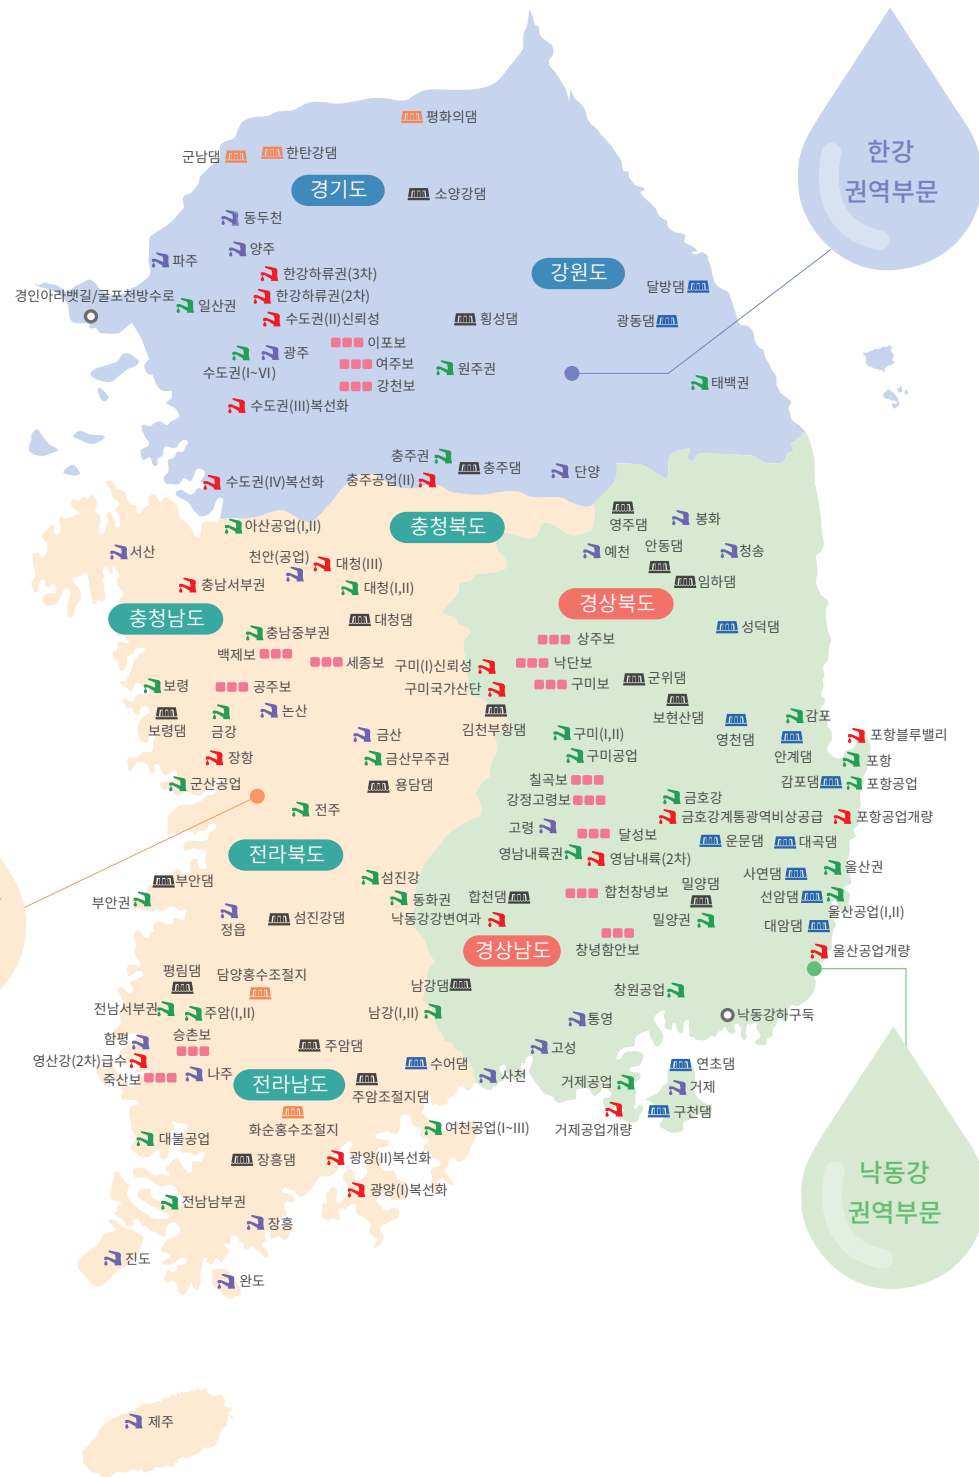 평화의댐
한강
권역부문
군남댐
한탄강댐
경기도
소양강댐
동두천
양주
파주
강원도
한강하류권(3차)
달방댐
경인아라뱃길/굴포천방수로
일산권
한강하류권(2차)
수도권(II)신뢰성
횡성댐
광동댐
이포보
광주
수도권(I~VI)
여주보
원주권
강천보
태백권
수도권(III)복선화
충주권
충주댐
단양
수도권(IV)복선화
충주공업(II)
아산공업(I,II)
충청북도
영주댐
봉화
서산
천안(공업)
대청(III)
예천
안동댐
청송
충남서부권
대청(I,II)
임하댐
경상북도
충청남도
대청댐
성덕댐
충남중부권
상주보
백제보
세종보
구미(I)신뢰성
낙단보
군위댐
보령
공주보
구미국가산단
구미보
논산
보현산댐
감포
보령댐
금강
금산
김천부항댐
구미(I,II)
영천댐
포항블루밸리
장항
금산무주권
구미공업
안계댐
포항
군산공업
용담댐
칠곡보
감포댐
포항공업
전주
강정고령보
금호강
금호강계통광역비상공급
포항공업개량
고령
달성보
운문댐
대곡댐
전라북도
영남내륙권
영남내륙(2차)
울산권
부안댐
섬진강
밀양댐
사연댐
부안권
동화권
합천댐
합천창녕보
선암댐
울산공업(I,II)
정읍
섬진강댐
낙동강강변여과
밀양권
대암댐
경상남도
창녕함안보
울산공업개량
평림댐
담양홍수조절지
남강댐
창원공업
전남서부권
주암(I,II)
남강(I,II)
통영
낙동강하구둑
함평
승촌보
주암댐
고성
영산강(2차)급수
수어댐
연초댐
죽산보
나주
전라남도
사천
거제공업
거제
주암조절지댐
구천댐
화순홍수조절지
여천공업(I~III)
거제공업개량
대불공업
장흥댐
광양(II)복선화
낙동강
권역부문
전남남부권
광양(I)복선화
장흥
진도
완도
제주